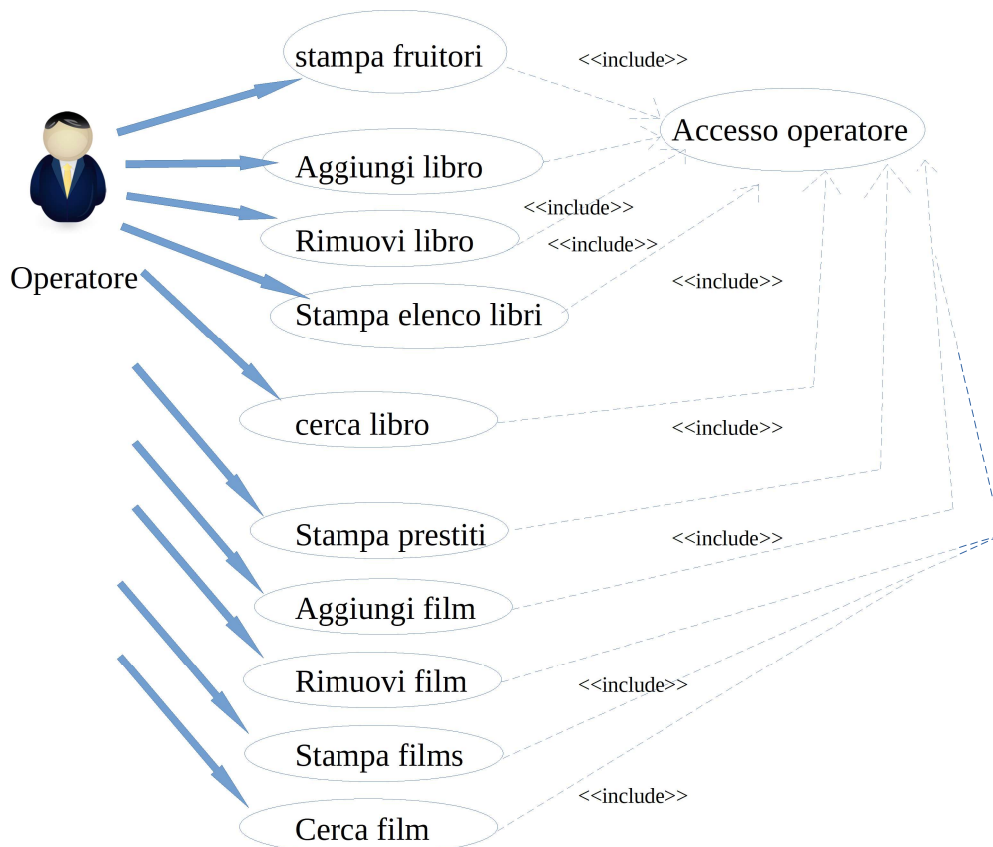 stampa fruitori
<<include>>
Accesso operatore
Aggiungi libro
<<include>>
Rimuovi libro
<<include>>
Operatore
<<include>>
Stampa elenco libri
cerca libro
<<include>>
Stampa prestiti
<<include>>
Aggiungi film
Rimuovi film
<<include>>
Stampa films
<<include>>
Cerca film